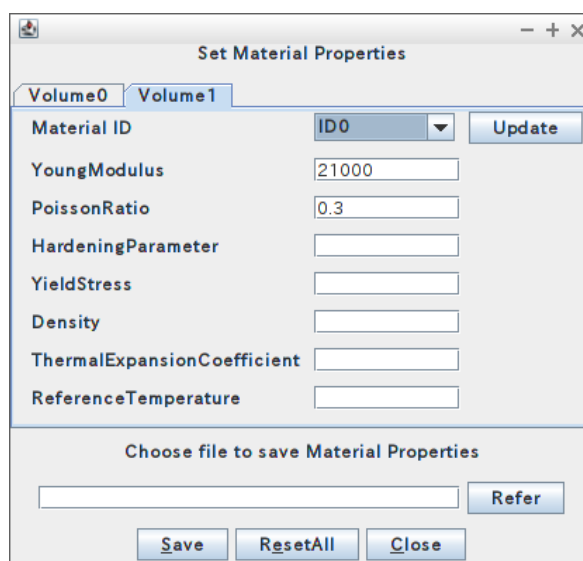 Set Material Properties
Volume0 Volume1
Material ID ID0 Update
YoungModulus 21000
PoissonRatio 0.3
HardeningParameter
YieldStress
Density
ThermalExpansionCoefficient
ReferenceTemperature
Choose file to save Material Properties
Refer
Save ResetAll Close